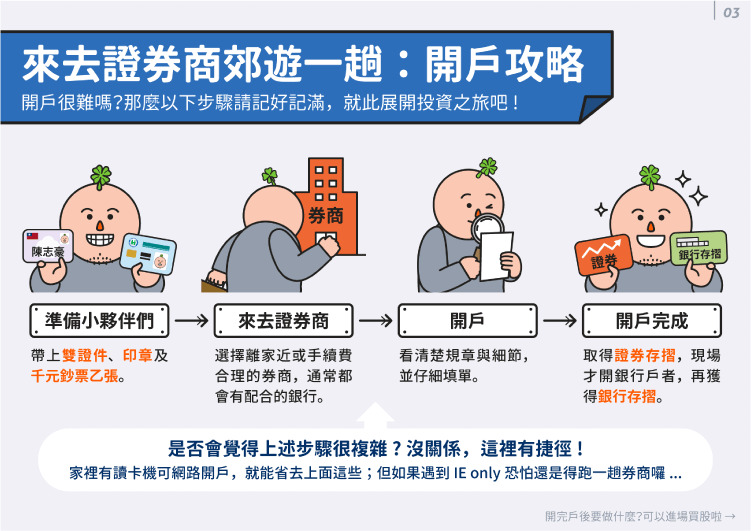 03
來去證券商郊遊一趟：開戶攻略
開戶很難嗎？那麼以下步驟請記好記滿，就此展開投資之旅吧！
陳志豪
券商
證券
銀行存摺
準備小夥伴們
帶上雙證件、印章及
千元鈔票乙張。
來去證券商
選擇離家近或手續費
合理的券商，通常都
會有配合的銀行。
開戶
看清楚規章與細節，
並仔細填單。
開戶完成
取得證券存摺，現場
才開銀行戶者，再獲
得銀行存摺。
是否會覺得上述步驟很複雜？沒關係，這裡有捷徑！
家裡有讀卡機可網路開戶，就能省去上面這些；但如果遇到 IE only 恐怕還是得跑一趟券商囉 ...
開完戶後要做什麼？可以進場買股啦 →